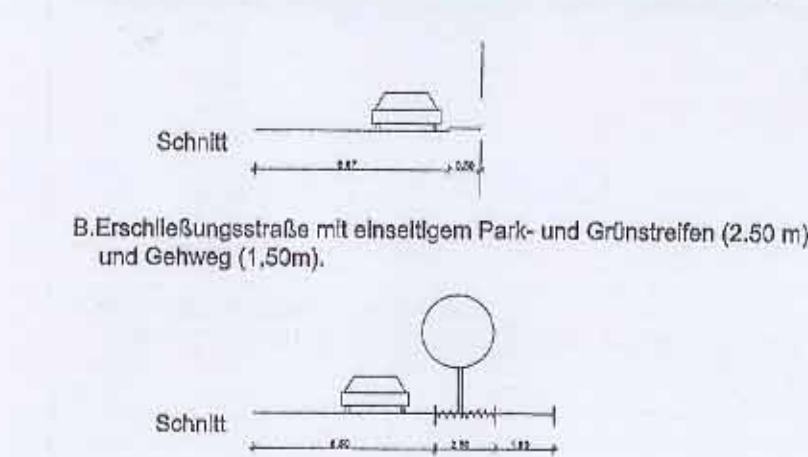 Schnitt
B.Erschließungsstraße mit einseitigem Park- und Grünstreifen (2.50 m)
und Gehweg (1,50m).
Schnitt